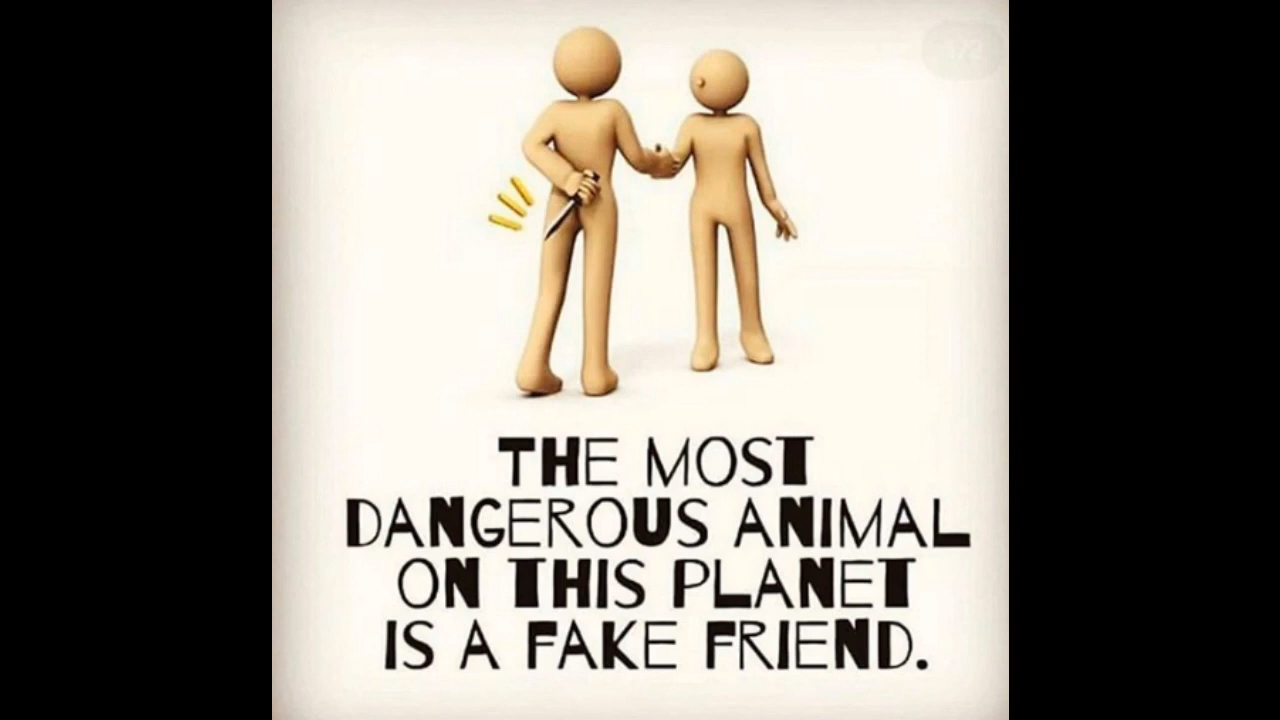 THE MOST
DANGEROUS ANIMAL
ON THIS PLANET
IS A FAKE FRIEND.